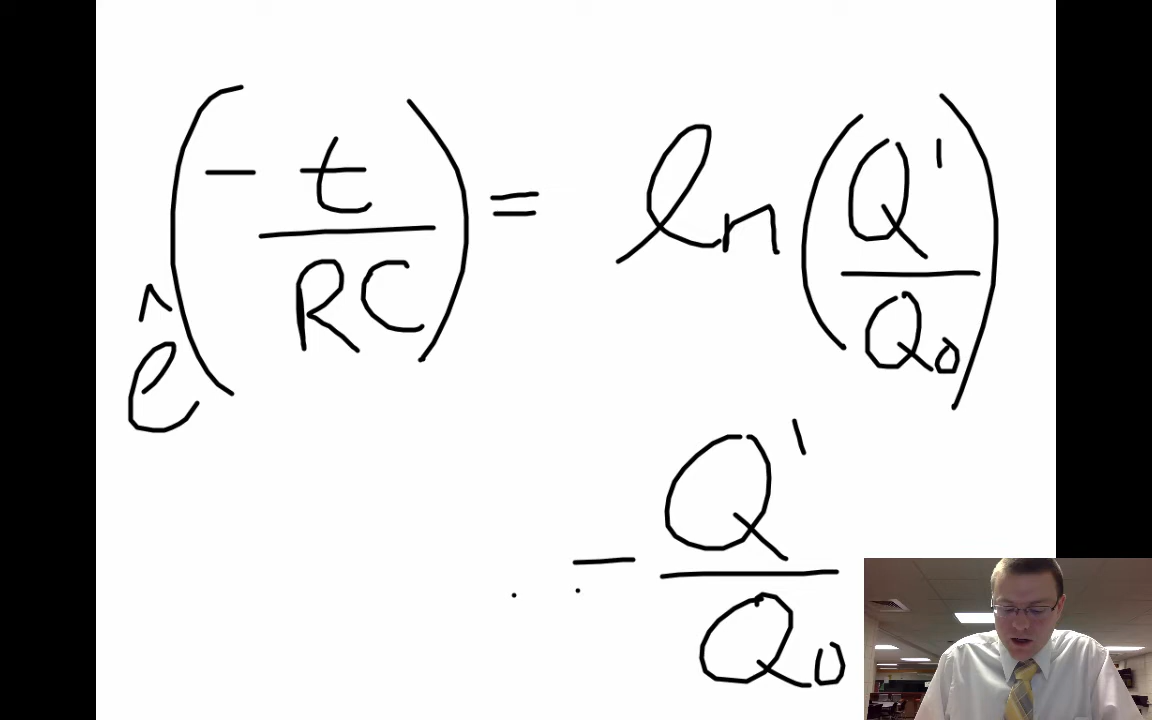 e^(- t/RC) = ln(Q'/Q0)
- Q'/Q0